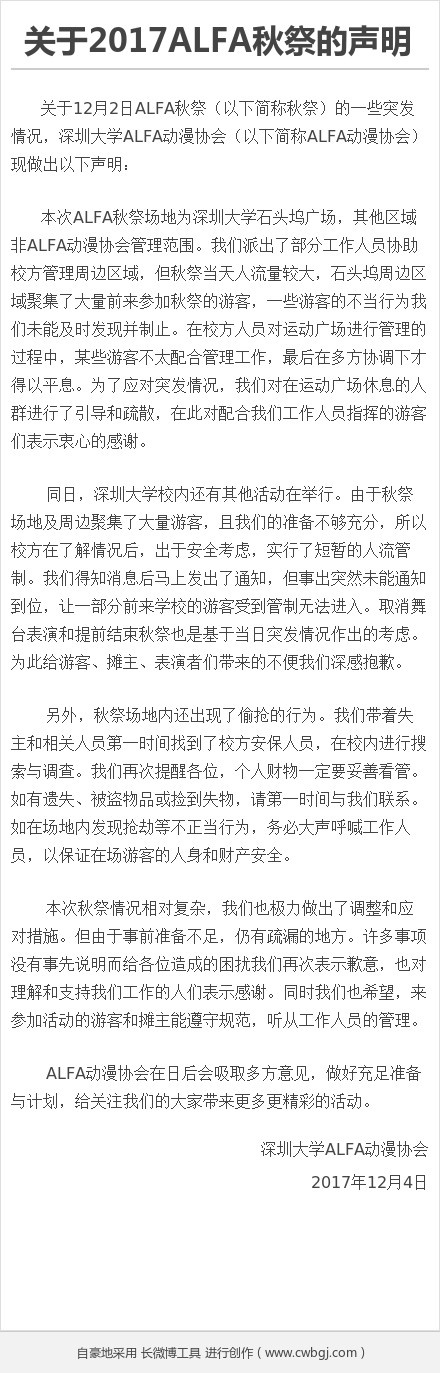 关于2017ALFA秋祭的声明
关于12月2日ALFA秋祭（以下简称秋祭）的一些突发
情况，深圳大学ALFA动漫协会（以下简称ALFA动漫协会）
现做出以下声明：
本次ALFA秋祭场地为深圳大学石头坞广场，其他区域
非ALFA动漫协会管理范围。我们派出了部分工作人员协助
校方管理周边区域，但秋祭当天人流量较大，石头坞周边区
域聚集了大量前来参加秋祭的游客，一些游客的不当行为我
们未能及时发现并制止。在校方人员对运动广场进行管理的
过程中，某些游客不太配合管理工作，最后在多方协调下才
得以平息。为了应对突发情况，我们对在运动广场休息的人
群进行了引导和疏散，在此对配合我们工作人员指挥的游客
们表示衷心的感谢。
同日，深圳大学校内还有其他活动在举行。由于秋祭
场地及周边聚集了大量游客，且我们的准备不够充分，所以
校方在了解情况后，出于安全考虑，实行了短暂的人流管
制。我们得知消息后马上发出了通知，但事出突然未能通知
到位，让一部分前来学校的游客受到管制无法进入。取消舞
台表演和提前结束秋祭也是基于当日突发情况作出的考虑。
为此给游客、摊主、表演者们带来的不便我们深感抱歉。
另外，秋祭场地内还出现了偷抢的行为。我们带着失
主和相关人员第一时间找到了校方安保人员，在校内进行搜
索与调查。我们再次提醒各位，个人财物一定要妥善看管。
如有遗失、被盗物品或捡到失物，请第一时间与我们联系。
如在场地内发现抢劫等不正当行为，务必大声呼喊工作人
员，以保证在场游客的人身和财产安全。
本次秋祭情况相对复杂，我们也极力做出了调整和应
对措施。但由于事前准备不足，仍有疏漏的地方。许多事项
没有事先说明而给各位造成的困扰我们再次表示歉意，也对
理解和支持我们工作的人们表示感谢。同时我们也希望，来
参加活动的游客和摊主能遵守规范，听从工作人员的管理。
ALFA动漫协会在日后会吸取多方意见，做好充足准备
与计划，给关注我们的大家带来更多更精彩的活动。
深圳大学ALFA动漫协会
2017年12月4日
自豪地采用 长微博工具 进行创作 ( www.cwbgj.com )